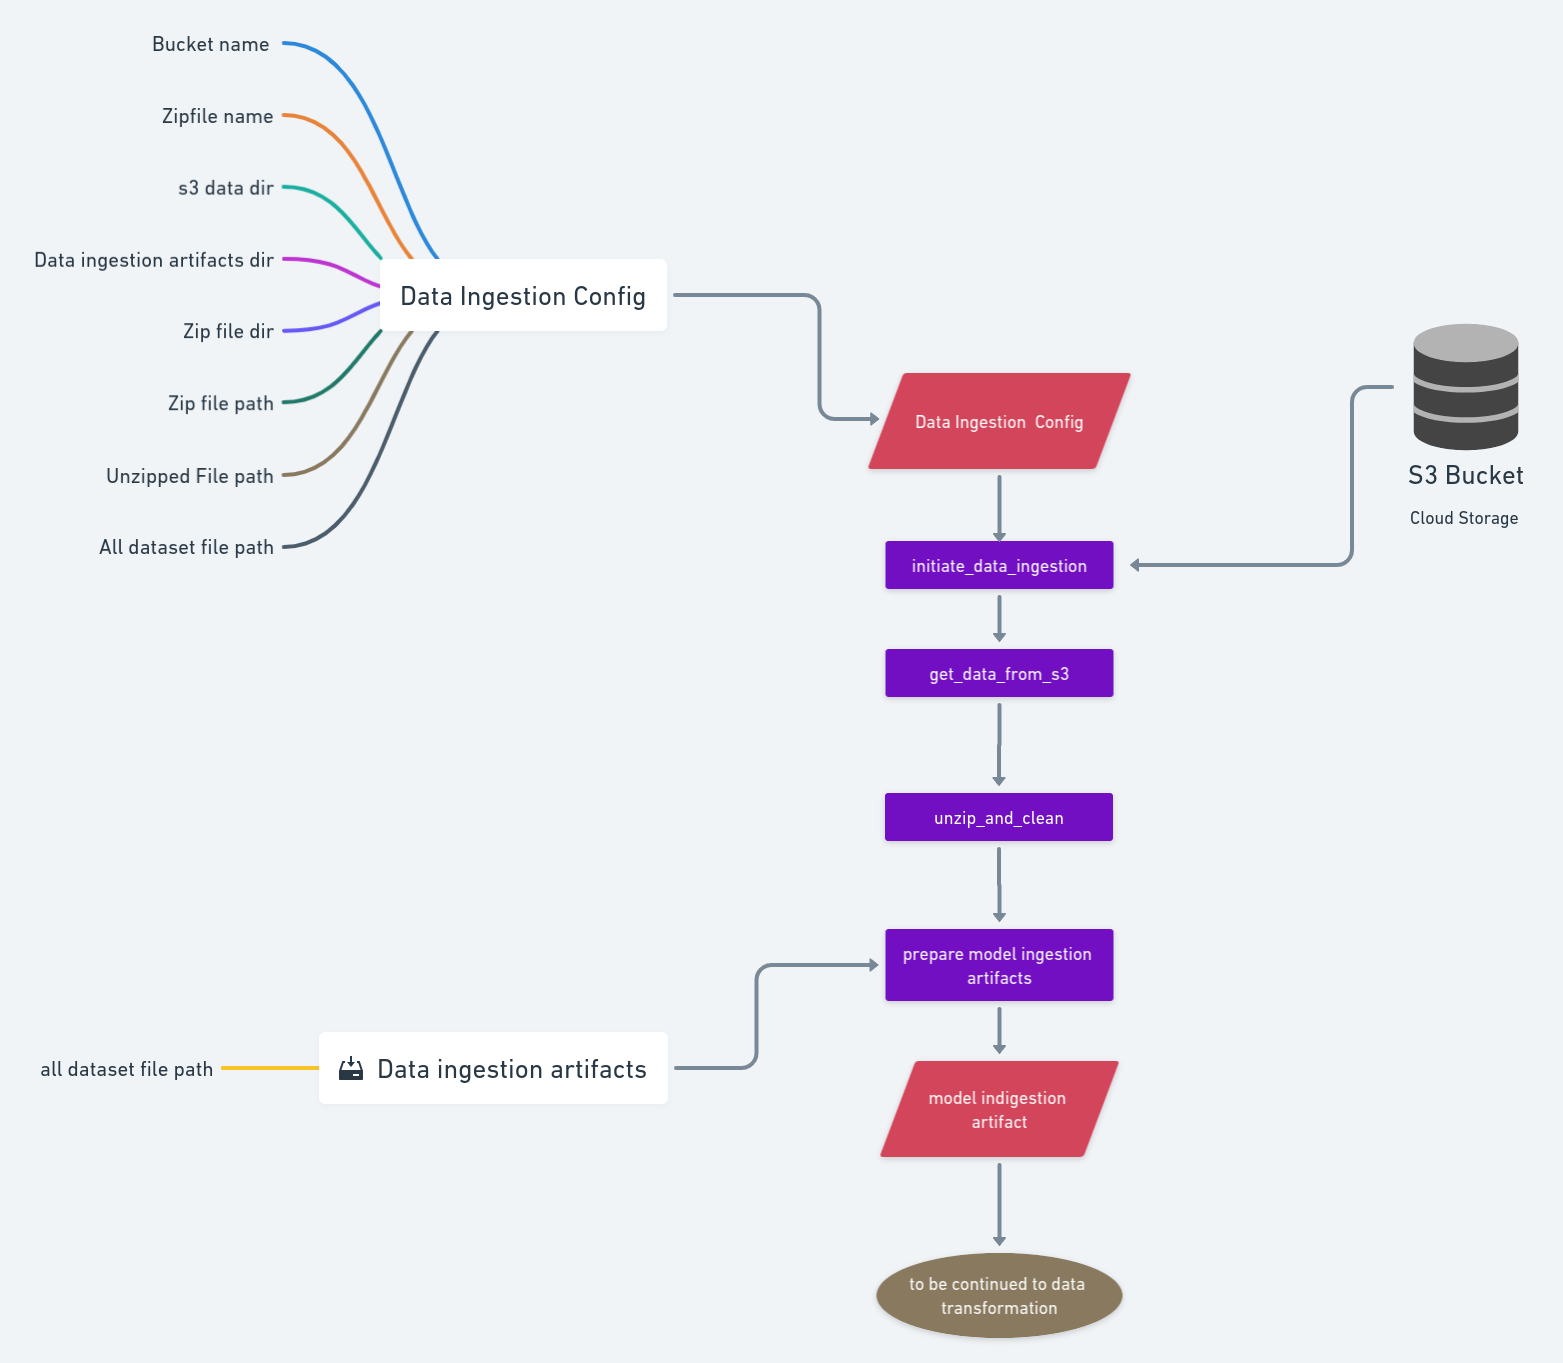 Bucket name
Zipfile name
s3 data dir
Data ingestion artifacts dir
Zip file dir
Zip file path
Unzipped File path
All dataset file path
Data Ingestion Config
Data Ingestion  Config
S3 Bucket
Cloud Storage
initiate_data_ingestion
get_data_from_s3
unzip_and_clean
prepare model ingestion
artifacts
all dataset file path
Data ingestion artifacts
model indigestion
artifact
to be continued to data
transformation